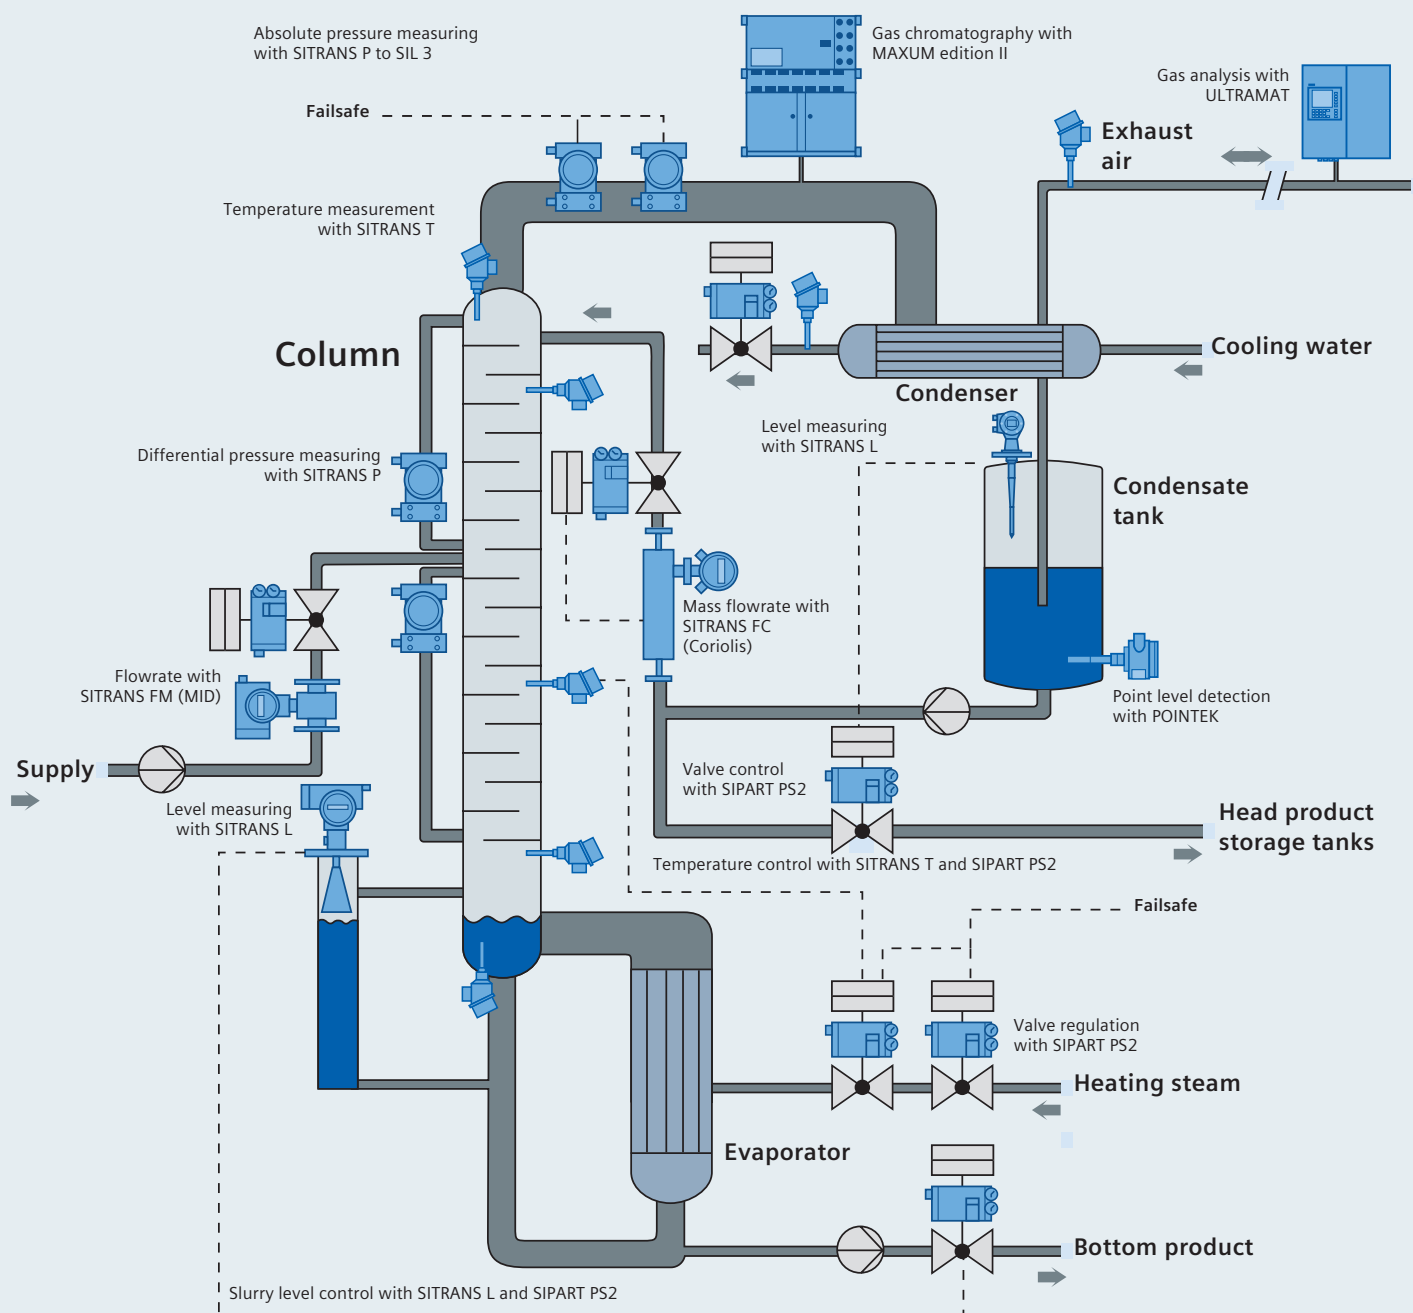 Absolute pressure measuring
with SITRANS P to SIL 3
Gas chromatography with
MAXUM edition II
Gas analysis with
ULTRAMAT
Failsafe
Exhaust
air
Temperature measurement
with SITRANS T
Column
Cooling water
Condenser
Level measuring
with SITRANS L
Differential pressure measuring
with SITRANS P
Condensate
tank
Mass flowrate with
SITRANS FC
(Coriolis)
Flowrate with
SITRANS FM (MID)
Point level detection
with POINTEK
Supply
Valve control
with SIPART PS2
Level measuring
with SITRANS L
Head product
storage tanks
Temperature control with SITRANS T and SIPART PS2
Failsafe
Valve regulation
with SIPART PS2
Heating steam
Evaporator
Bottom product
Slurry level control with SITRANS L and SIPART PS2